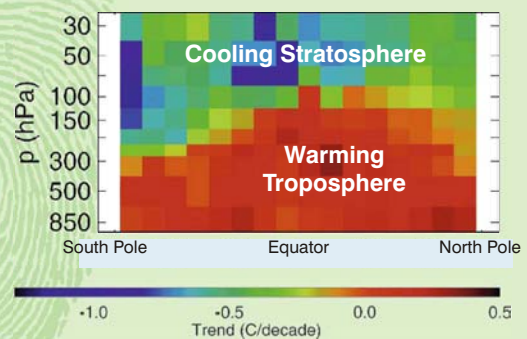 30
50
100
150
300
500
850
p (hPa)
Cooling Stratosphere
Warming
Troposphere
South Pole Equator North Pole
-1.0 -0.5 0.0 0.5
Trend (C/decade)